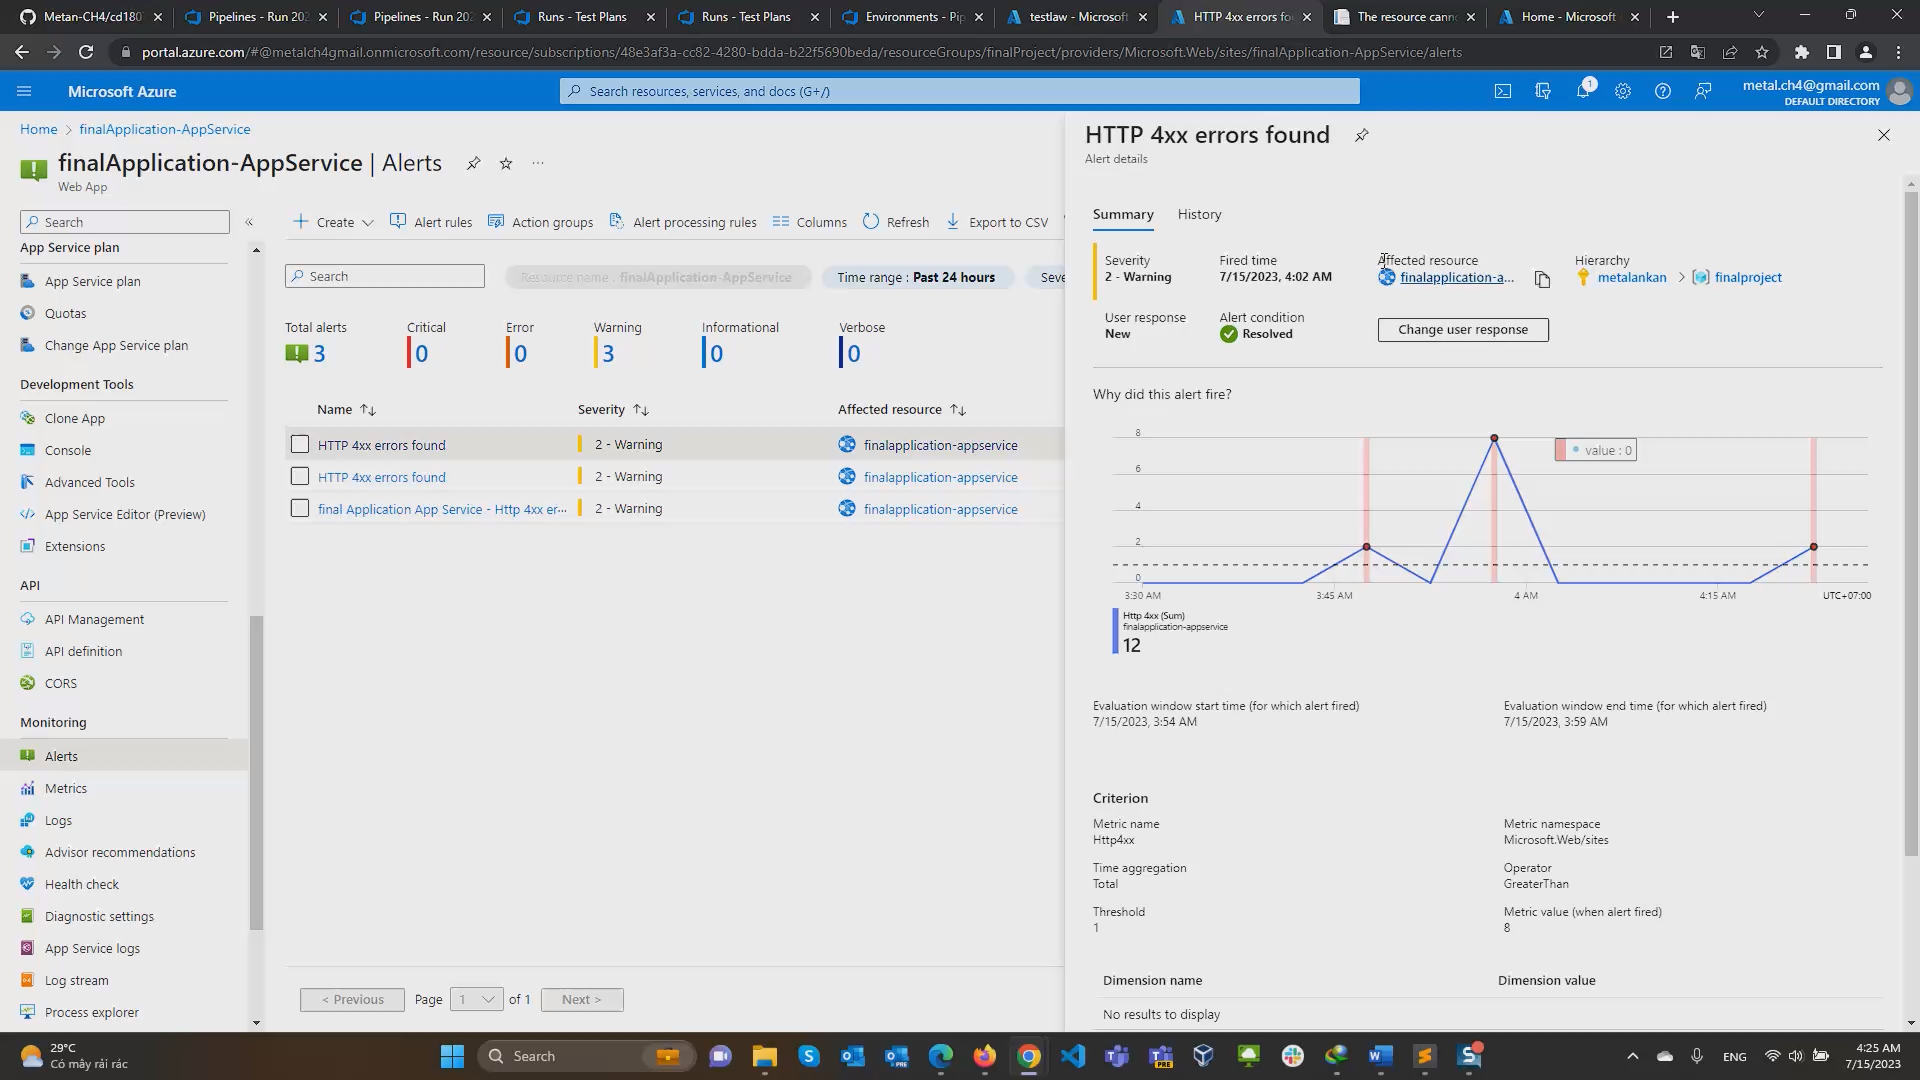 Metan-CH4/cd180
Pipelines - Run 202
Pipelines - Run 202
Runs - Test Plans
Runs - Test Plans
Environments - Pip
testlaw - Microsoft
HTTP 4xx errors fo
The resource canno
Home - Microsoft
portal.azure.com/#@metalch4gmail.onmicrosoft.com/resource/subscriptions/48e3af3a-cc82-4280-bdda-b22f5690beda/resourceGroups/finalProject/providers/Microsoft.Web/sites/finalApplication-AppService/alerts
Microsoft Azure
Search resources, services, and docs (G+/)
1
metal.ch4@gmail.com
DEFAULT DIRECTORY
Home > finalApplication-AppService
finalApplication-AppService | Alerts
Web App
Search
«
App Service plan
App Service plan
Quotas
Change App Service plan
Development Tools
Clone App
Console
Advanced Tools
App Service Editor (Preview)
Extensions
API
API Management
API definition
CORS
Monitoring
Alerts
Metrics
Logs
Advisor recommendations
Health check
Diagnostic settings
App Service logs
Log stream
Process explorer
Create
Alert rules
Action groups
Alert processing rules
Columns
Refresh
Export to CSV
Search
Resource name : finalApplication-AppService
Time range : Past 24 hours
Seve
Total alerts
3
Critical
0
Error
0
Warning
3
Informational
0
Verbose
0
Name
Severity
Affected resource
HTTP 4xx errors found
2 - Warning
finalapplication-appservice
HTTP 4xx errors found
2 - Warning
finalapplication-appservice
final Application App Service - Http 4xx er...
2 - Warning
finalapplication-appservice
< Previous
Page
1
of 1
Next >
HTTP 4xx errors found
Alert details
Summary
History
Severity
2 - Warning
Fired time
7/15/2023, 4:02 AM
Affected resource
finalapplication-a...
Hierarchy
metalankan > finalproject
User response
New
Alert condition
Resolved
Change user response
Why did this alert fire?
8
6
4
2
0
value : 0
3:30 AM
3:45 AM
4 AM
4:15 AM
UTC+07:00
Http 4xx (Sum)
finalapplication-appservice
12
Evaluation window start time (for which alert fired)
7/15/2023, 3:54 AM
Evaluation window end time (for which alert fired)
7/15/2023, 3:59 AM
Criterion
Metric name
Http4xx
Metric namespace
Microsoft.Web/sites
Time aggregation
Total
Operator
GreaterThan
Threshold
1
Metric value (when alert fired)
8
Dimension name
Dimension value
No results to display
29°C
Có mây rải rác
Search
PRE
PRE
ENG
4:25 AM
7/15/2023